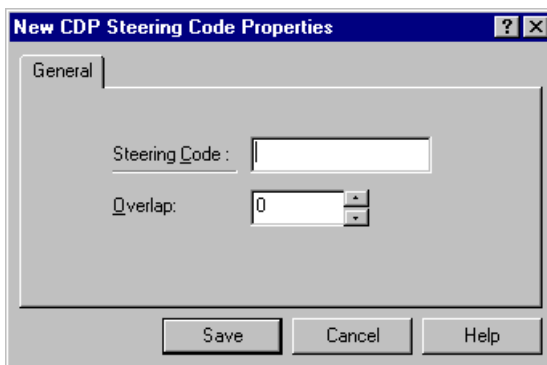 New CDP Steering Code Properties
General
Steering Code :
Overlap: 0
Save Cancel Help